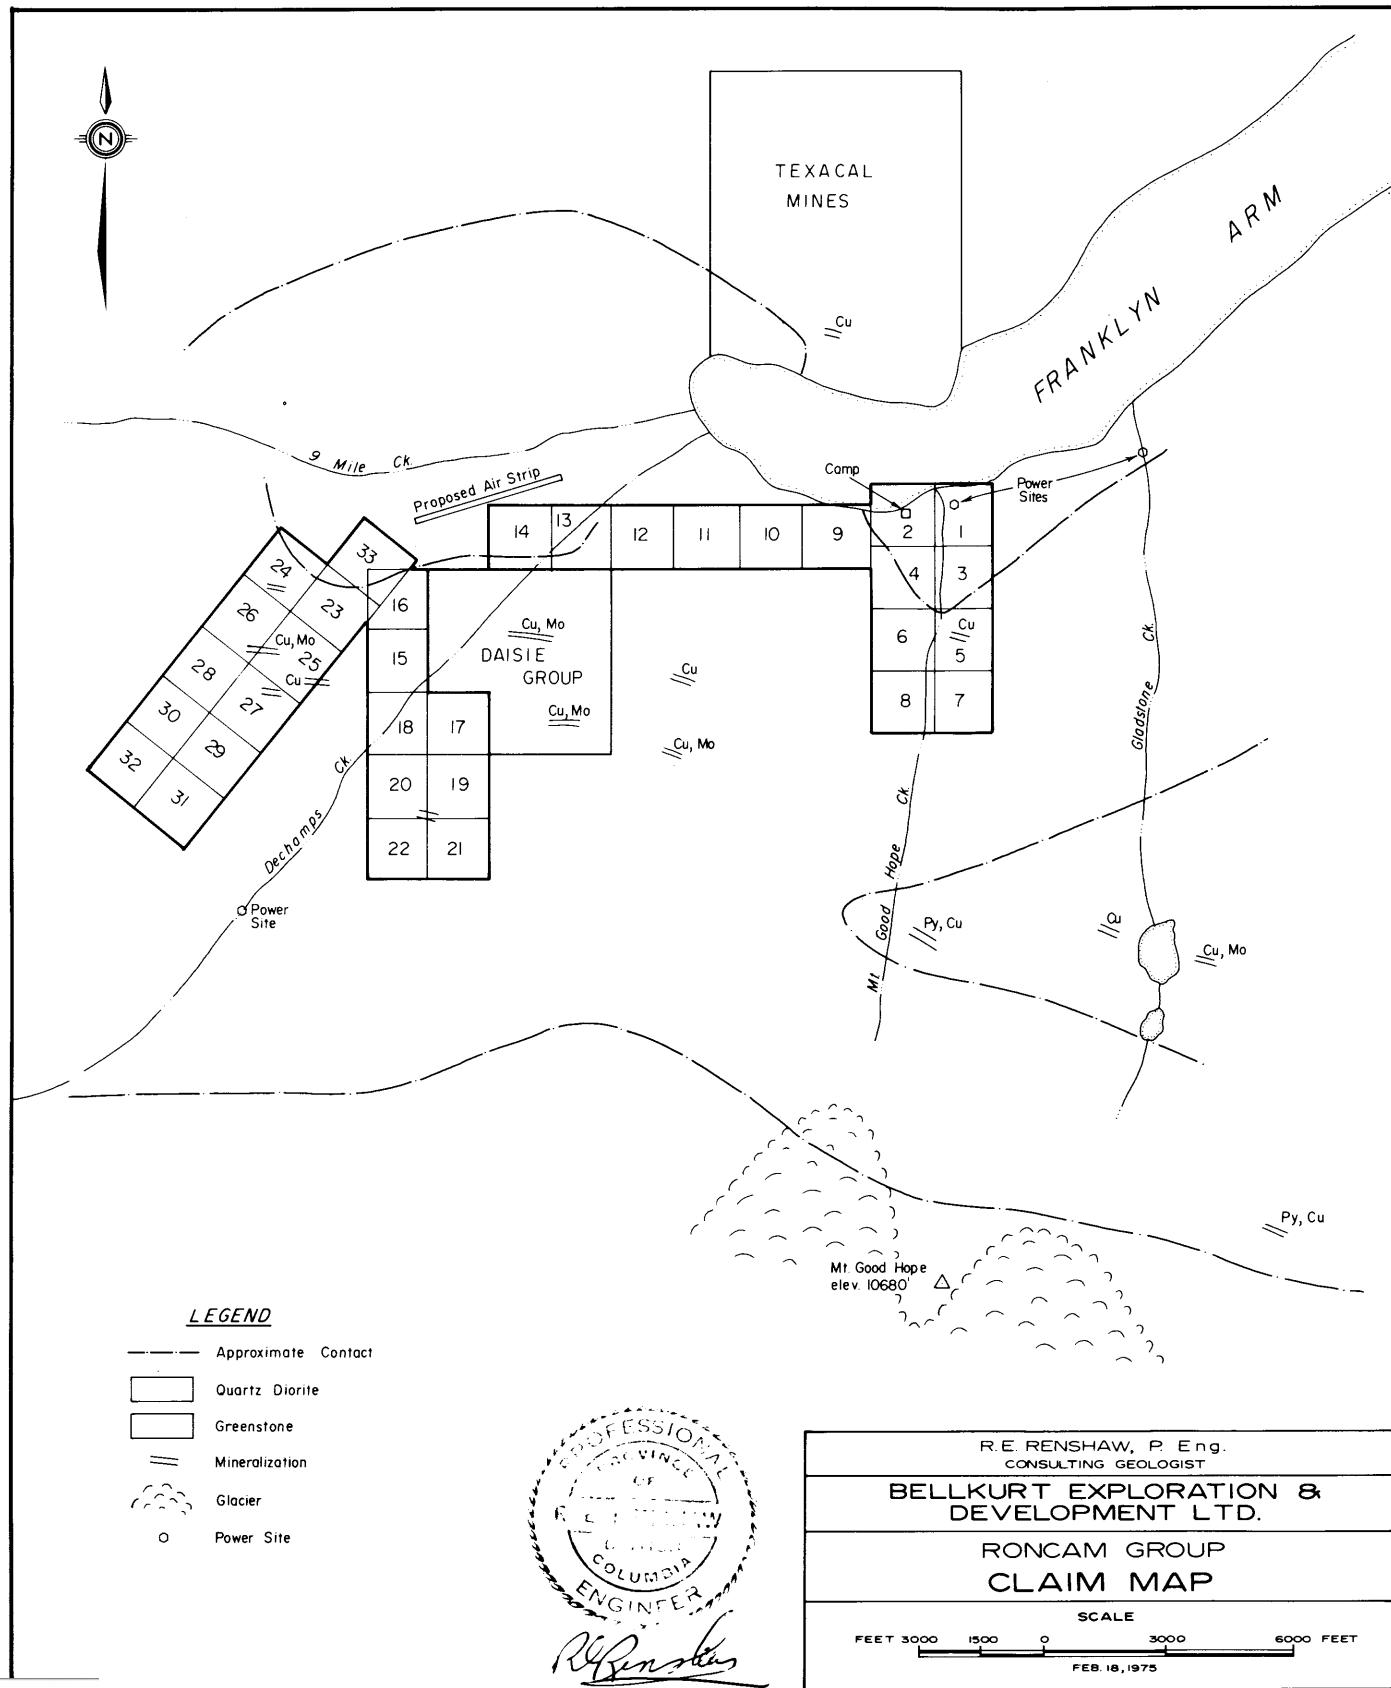 N
TEXACAL
MINES
FRANKLYN ARM
Cu
9 Mile Ck.
Proposed Air Strip
Camp
Power
Sites
14
13
12
11
10
9
2
1
4
3
6
Cu
5
8
7
33
24
23
26
Cu, Mo
25
28
Cu
27
30
29
32
31
16
15
18
17
20
19
22
21
Cu, Mo
DAISIE
GROUP
Cu, Mo
Cu
Cu, Mo
Dechamps Ck.
Power
Site
Mt. Good Hope Ck.
Gladstone Ck.
Py, Cu
Cu
Cu, Mo
Py, Cu
Mt. Good Hope
elev. 10680'
LEGEND
Approximate Contact
Quartz Diorite
Greenstone
Mineralization
Glacier
Power Site
PROFESSIONAL
PROVINCE
OF
COLUMBIA
ENGINEER
R.E. RENSHAW, P. Eng.
CONSULTING GEOLOGIST
BELLKURT EXPLORATION &
DEVELOPMENT LTD.
RONCAM GROUP
CLAIM MAP
SCALE
FEET 3000 1500 0 3000 6000 FEET
FEB. 18, 1975